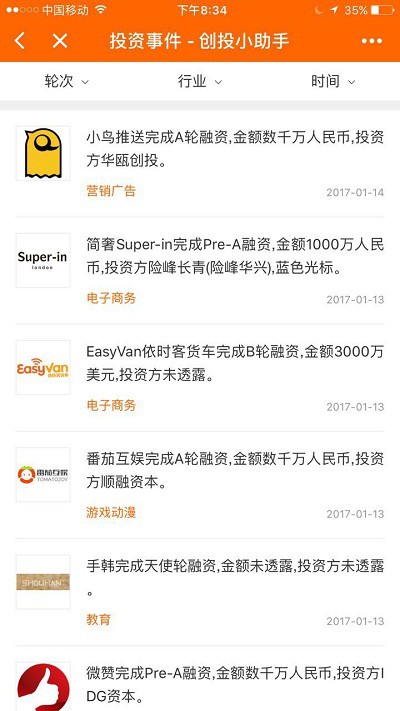 中国移动 下午8:34 35%
投资事件 - 创投小助手
轮次 行业 时间
小鸟推送完成A轮融资,金额数千万人民币,投资
方华瓯创投。
营销广告 2017-01-14
Super-in
london
简奢Super-in完成Pre-A融资,金额1000万人民
币,投资方险峰长青(险峰华兴),蓝色光标。
电子商务 2017-01-13
EasyVan
EasyVan依时客货车完成B轮融资,金额3000万
美元,投资方未透露。
电子商务 2017-01-13
番茄互娱
TOMATOJOY
番茄互娱完成A轮融资,金额数千万人民币,投资
方顺融资本。
游戏动漫 2017-01-13
SHOUHAN
手韩完成天使轮融资,金额未透露,投资方未透露
。
教育 2017-01-13
微赞完成Pre-A融资,金额数千万人民币,投资方I
DG资本。